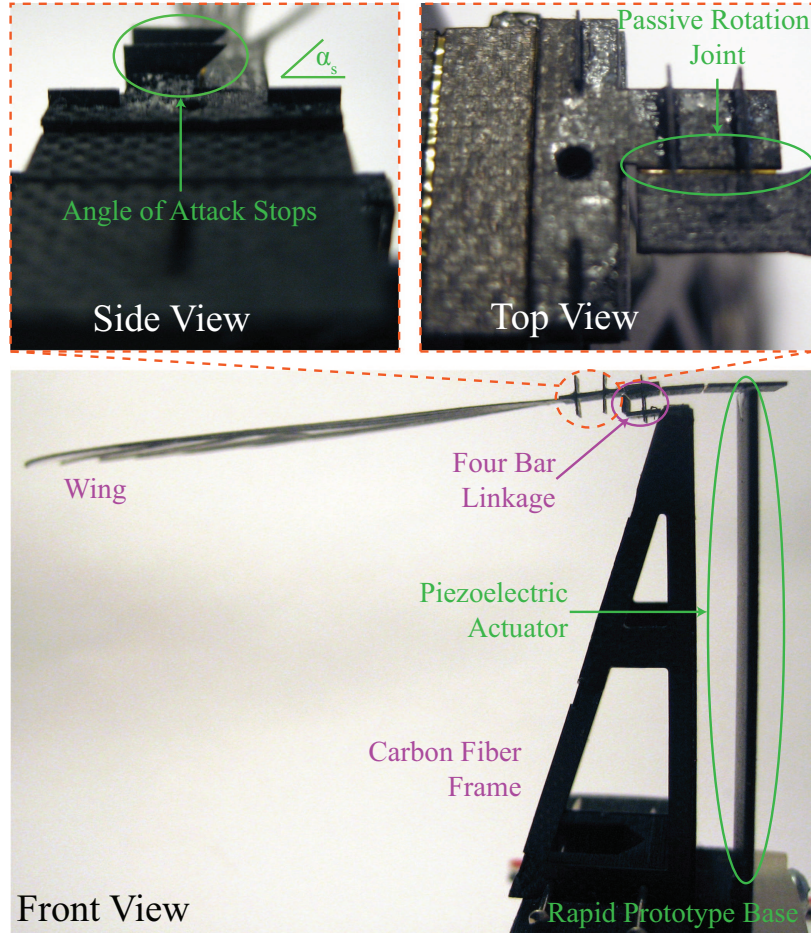 Passive Rotation
Joint
αs
Angle of Attack Stops
Side View
Top View
Four Bar
Linkage
Wing
Piezoelectric
Actuator
Carbon Fiber
Frame
Front View
Rapid Prototype Base